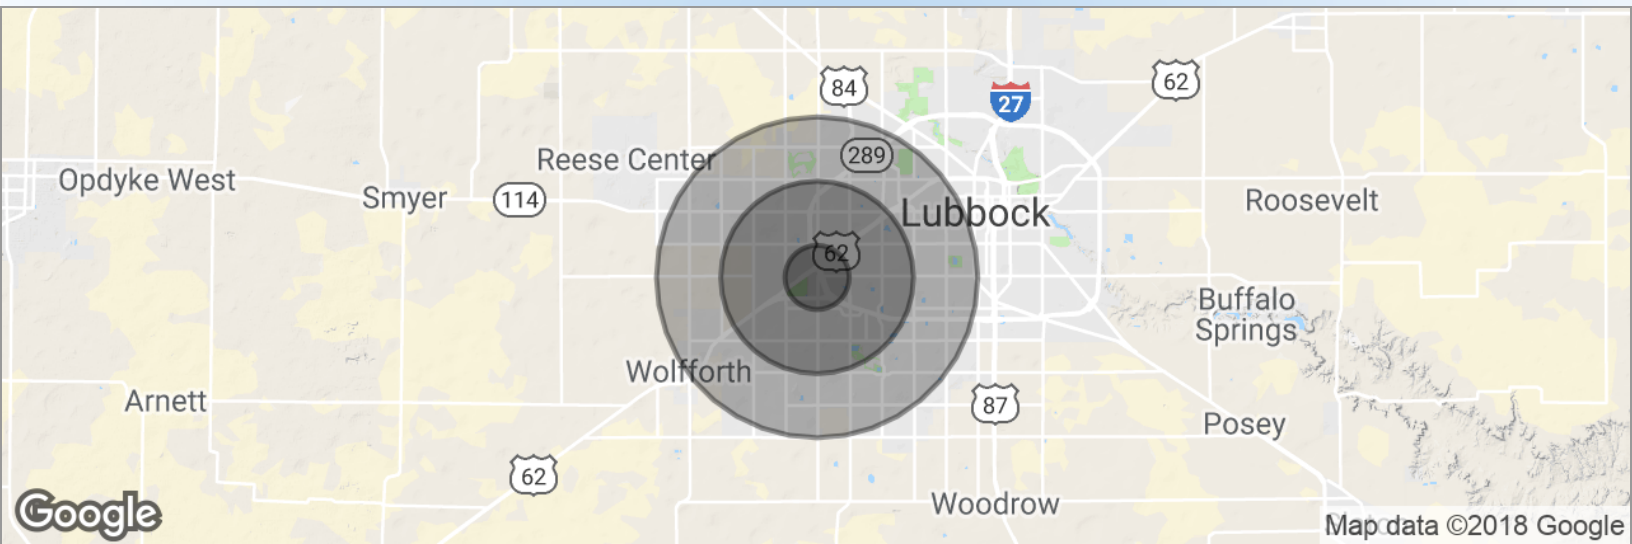 84
62
27
289
Reese Center
Opdyke West
Smyer
114
Lubbock
Roosevelt
62
Buffalo
Springs
Wolfforth
Arnett
87
Posey
62
Woodrow
Google
Map data ©2018 Google